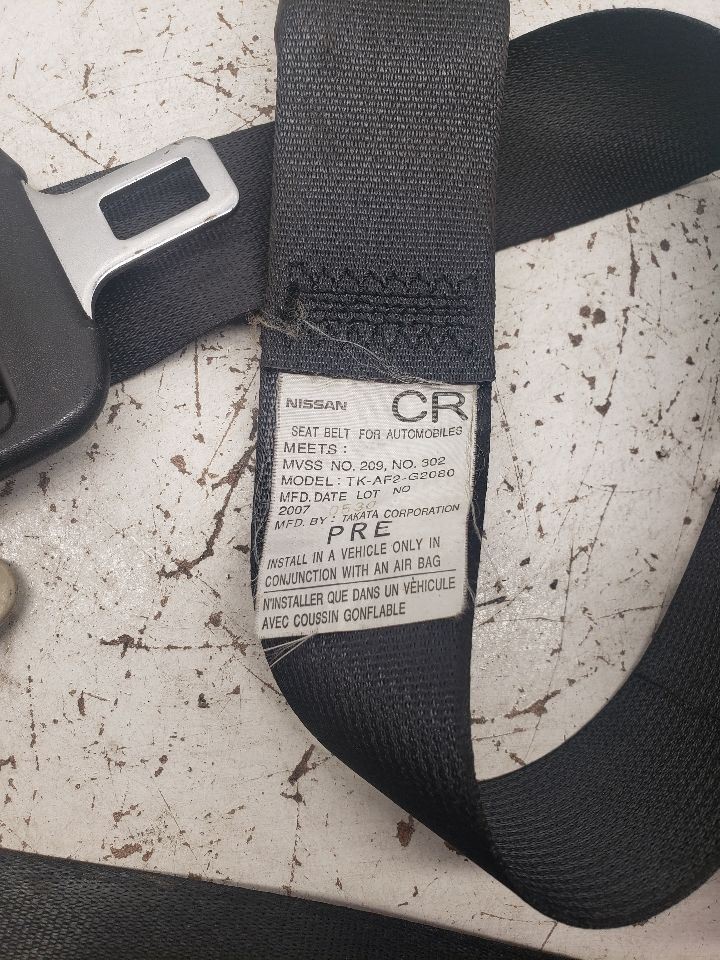 NISSAN CR
SEAT BELT FOR AUTOMOBILES
MEETS :
MVSS NO. 209, NO. 302
MODEL: TK-AF2-G2080
MFD. DATE LOT NO
2007
MFD. BY : TAKATA CORPORATION
PRE
INSTALL IN A VEHICLE ONLY IN
CONJUNCTION WITH AN AIR BAG
N'INSTALLER QUE DANS UN VÈHICULE
AVEC COUSSIN GONFLABLE